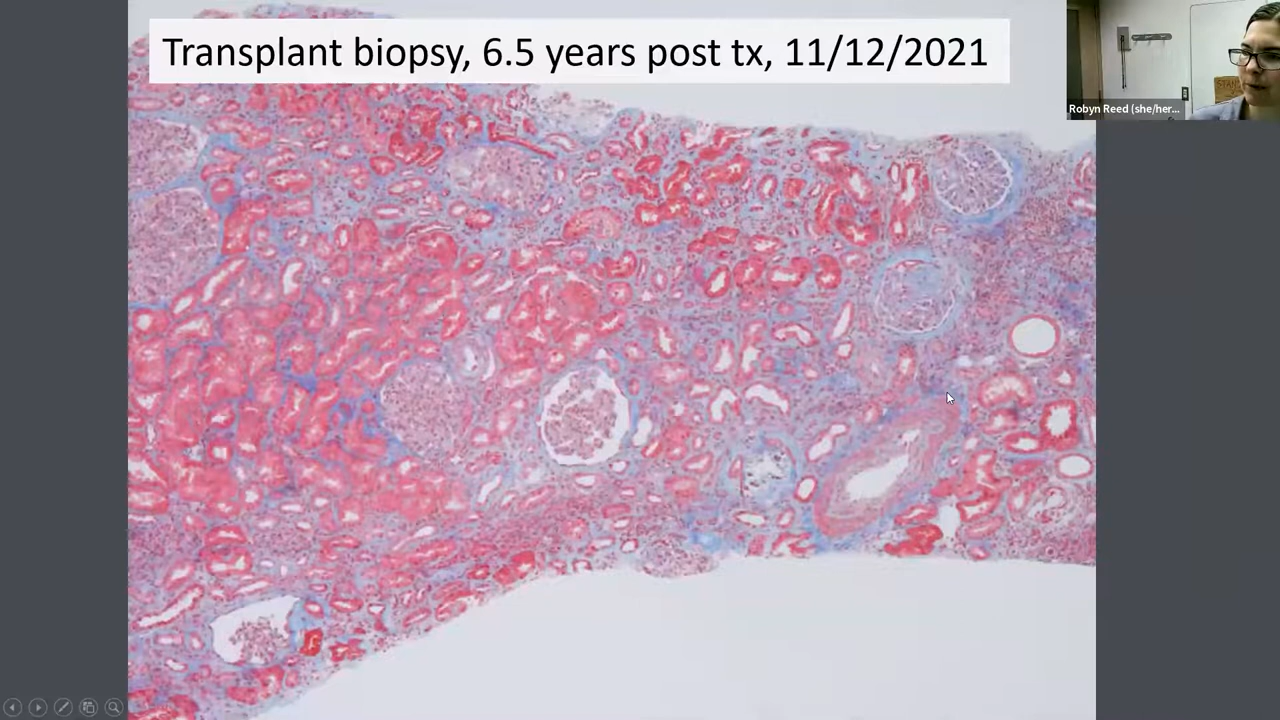 Transplant biopsy, 6.5 years post tx, 11/12/2021
Robyn Reed (she/her...